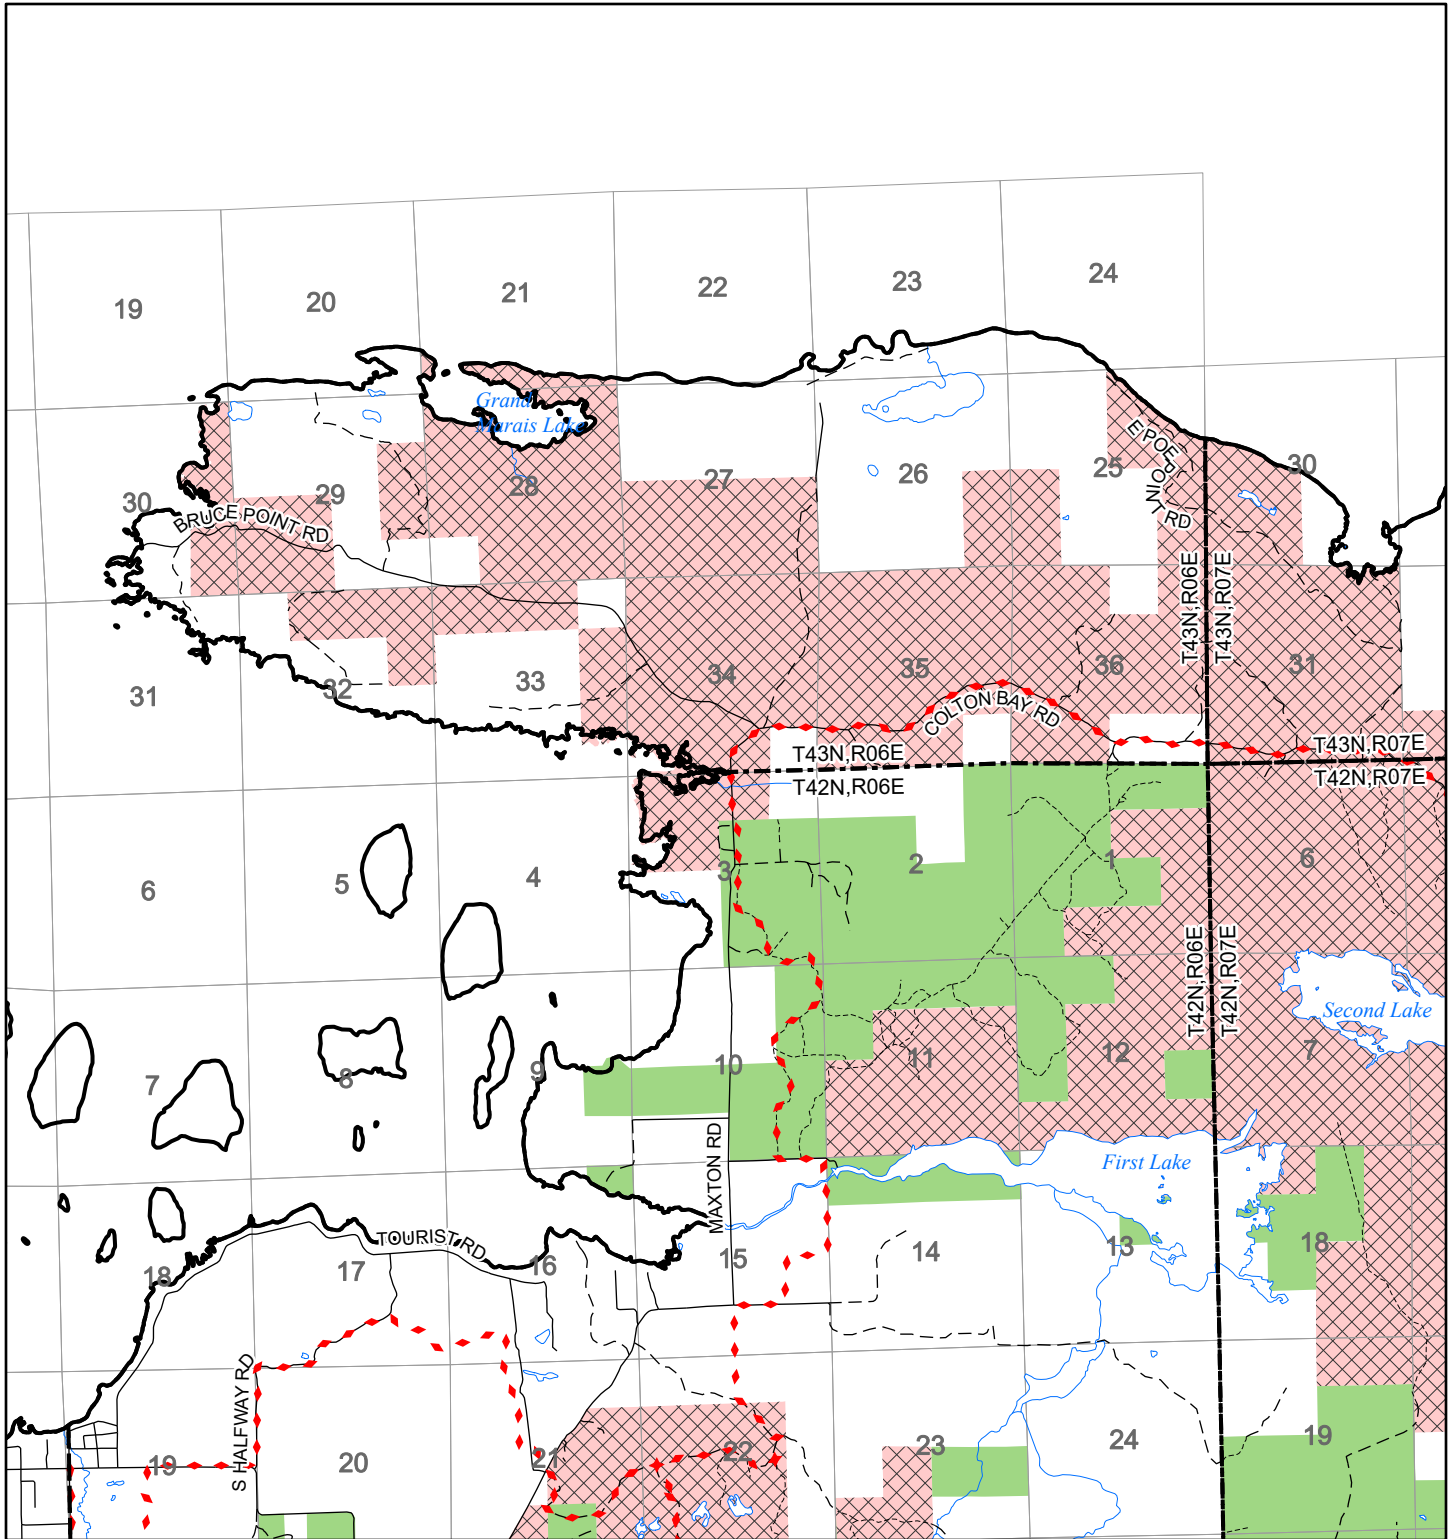 19
20
21
22
23
24
Grand
Marais Lake
30
29
28
27
26
25
30
BRUCE POINT RD
E POE POINT RD
T43N,R06E
T43N,R07E
31
32
33
34
35
36
31
COLTON BAY RD
T43N,R06E
T42N,R06E
T43N,R07E
T42N,R07E
6
5
4
3
2
1
6
T42N,R06E
T42N,R07E
Second Lake
7
8
9
10
11
12
7
MAXTON RD
First Lake
TOURIST RD
18
17
16
15
14
13
18
S HALFWAY RD
19
20
21
22
23
24
19